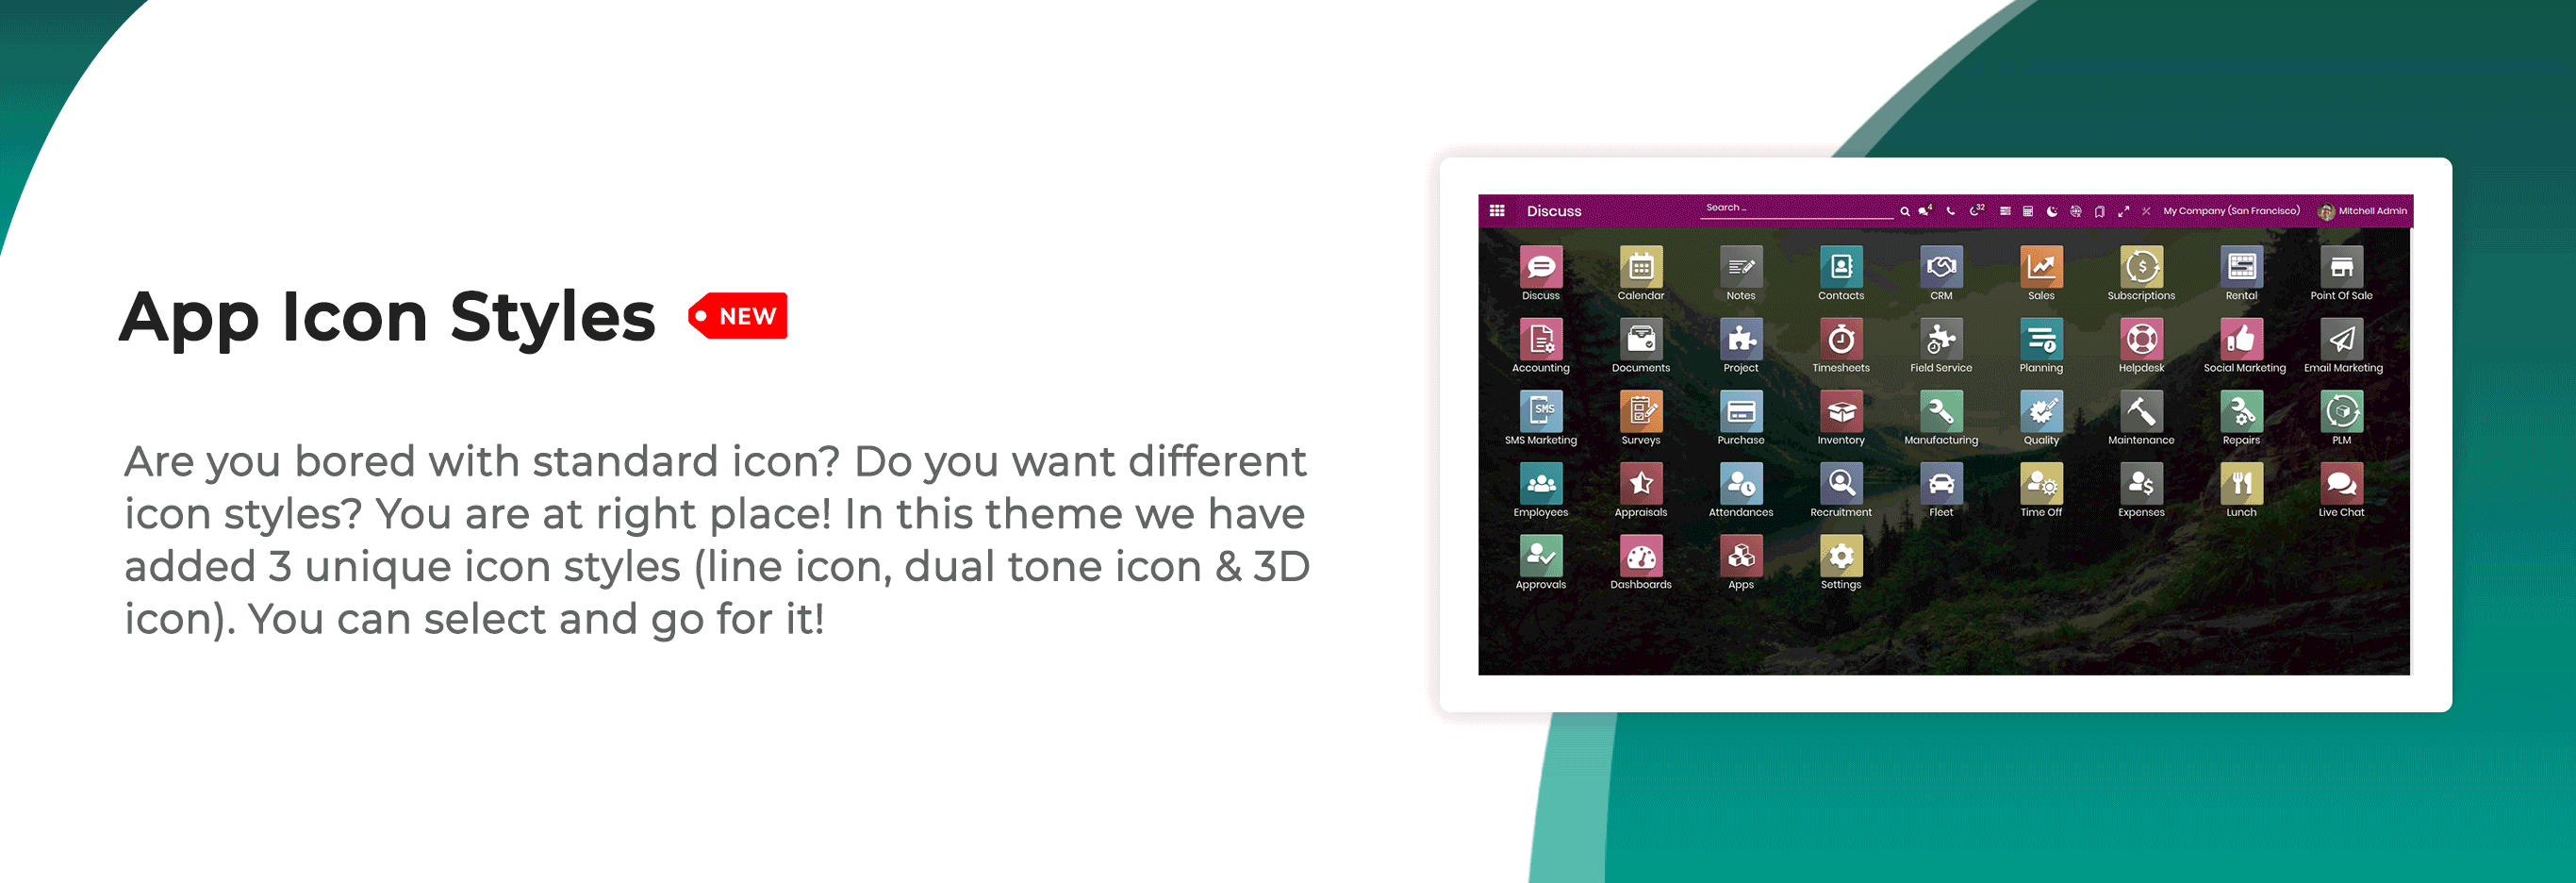 App Icon Styles
NEW
Are you bored with standard icon? Do you want different
icon styles? You are at right place! In this theme we have
added 3 unique icon styles (line icon, dual tone icon & 3D
icon). You can select and go for it!
Discuss
Search ...
4
32
My Company (San Francisco)
Mitchell Admin
Discuss
Calendar
Notes
Contacts
CRM
Sales
Subscriptions
Rental
Point Of Sale
Accounting
Documents
Project
Timesheets
Field Service
Planning
Helpdesk
Social Marketing
Email Marketing
SMS
SMS Marketing
Surveys
Purchase
Inventory
Manufacturing
Quality
Maintenance
Repairs
PLM
Employees
Appraisals
Attendances
Recruitment
Fleet
Time Off
Expenses
Lunch
Live Chat
Approvals
Dashboards
Apps
Settings